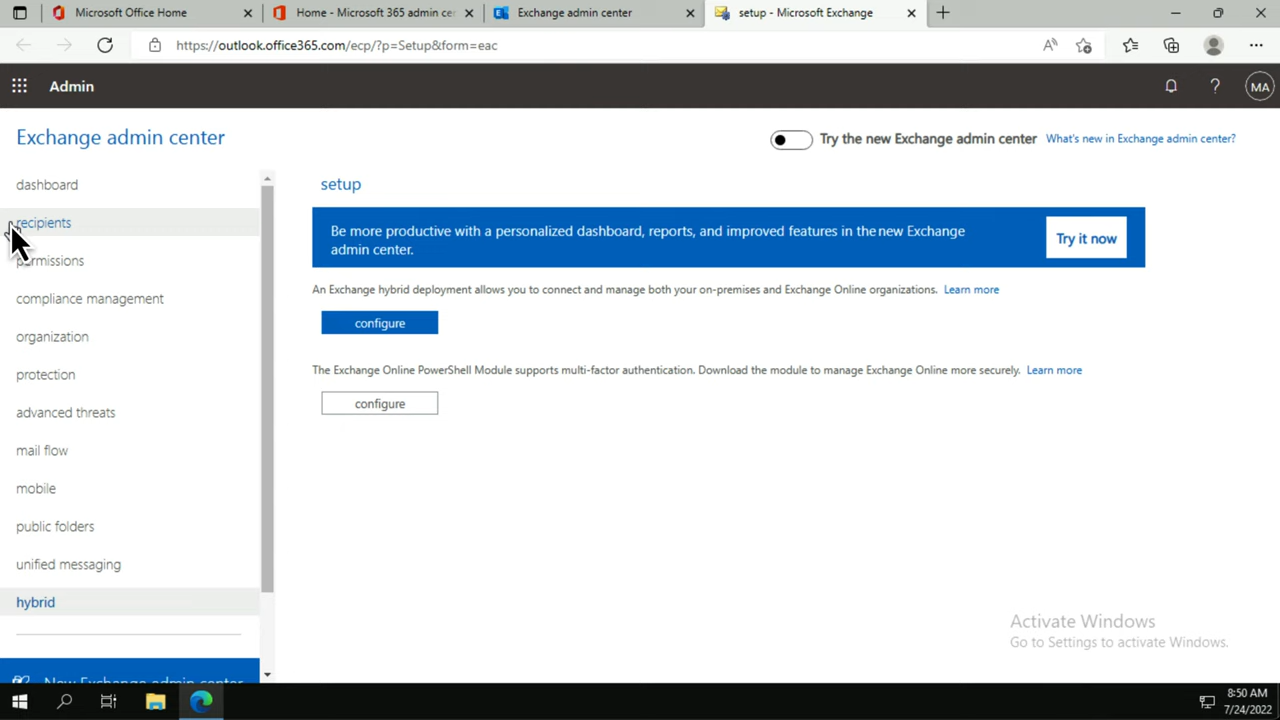 Microsoft Office Home
Home - Microsoft 365 admin cer
Exchange admin center
setup - Microsoft Exchange
https://outlook.office365.com/ecp/?p=Setup&form=eac
Admin
MA
Exchange admin center
Try the new Exchange admin center
What's new in Exchange admin center?
dashboard
recipients
permissions
compliance management
organization
protection
advanced threats
mail flow
mobile
public folders
unified messaging
hybrid
New Exchange admin center
setup
Be more productive with a personalized dashboard, reports, and improved features in the new Exchange
admin center.
Try it now
An Exchange hybrid deployment allows you to connect and manage both your on-premises and Exchange Online organizations. Learn more
configure
The Exchange Online PowerShell Module supports multi-factor authentication. Download the module to manage Exchange Online more securely. Learn more
configure
Activate Windows
Go to Settings to activate Windows.
8:50 AM
7/24/2022